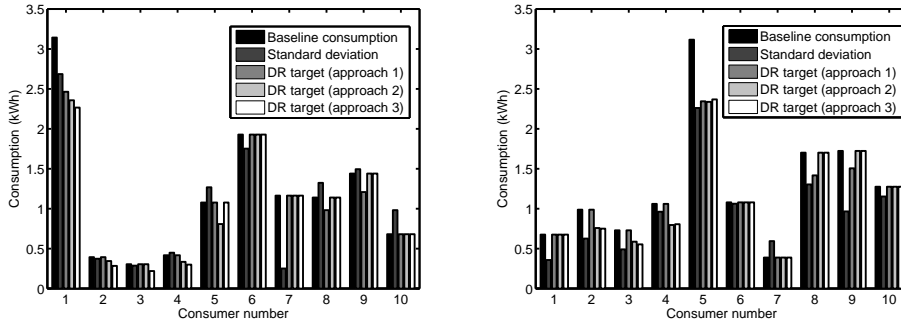 3.5
3
2.5
2
1.5
1
0.5
0
Consumption (kWh)
Baseline consumption
Standard deviation
DR target (approach 1)
DR target (approach 2)
DR target (approach 3)
1 2 3 4 5 6 7 8 9 10
Consumer number
3.5
3
2.5
2
1.5
1
0.5
0
Consumption (kWh)
Baseline consumption
Standard deviation
DR target (approach 1)
DR target (approach 2)
DR target (approach 3)
1 2 3 4 5 6 7 8 9 10
Consumer number